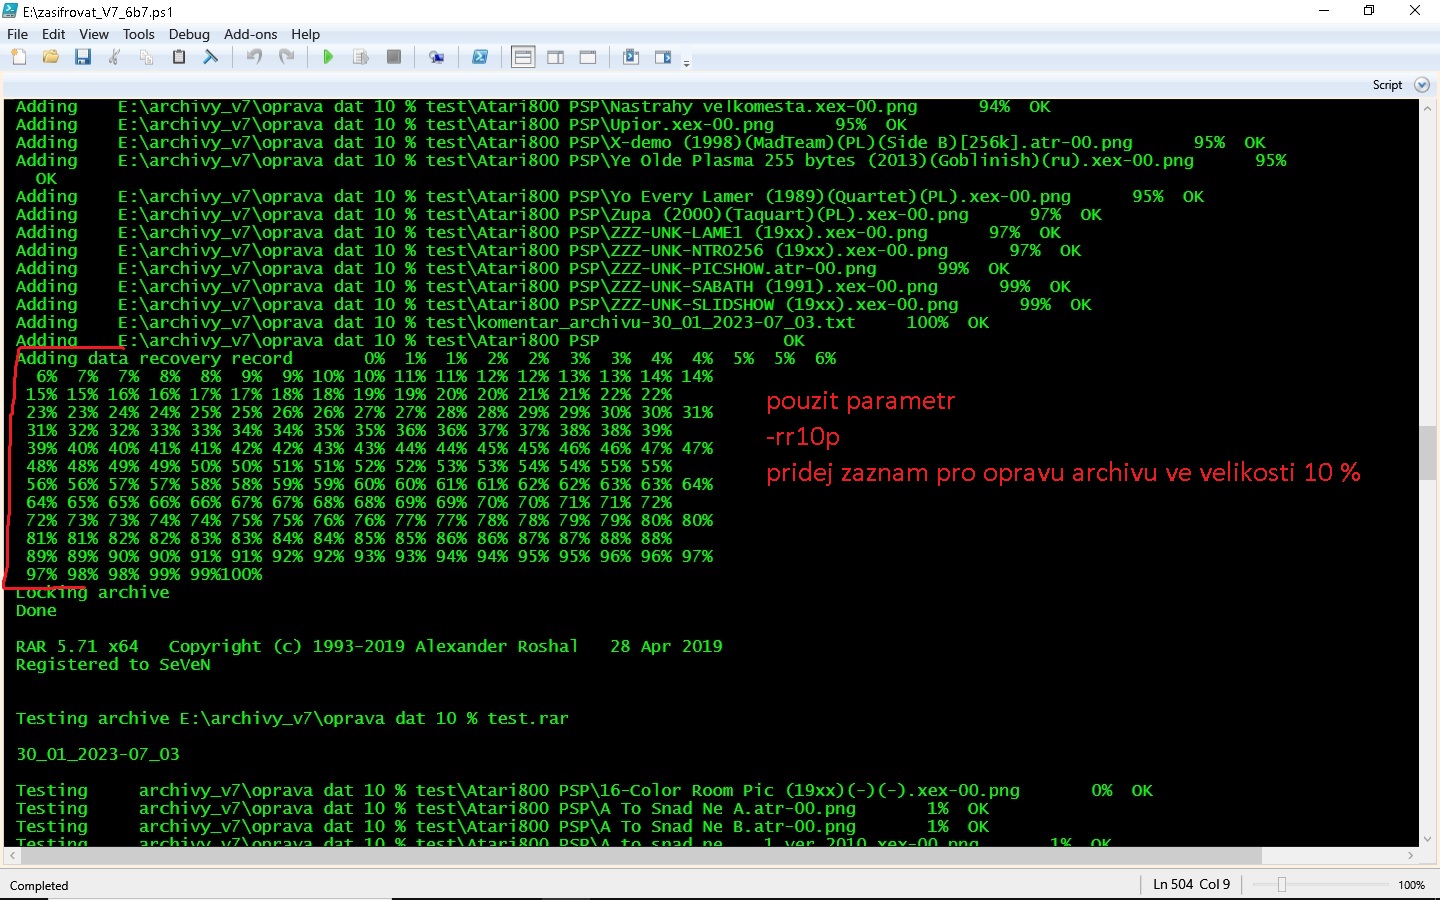 E:\zasifrovat_V7_6b7.ps1
File Edit View Tools Debug Add-ons Help
Script
Adding E:\archivy_v7\oprava dat 10 % test\Atari800 PSP\Nastrahy velkomesta.xex-00.png 94% OK
Adding E:\archivy_v7\oprava dat 10 % test\Atari800 PSP\Upior.xex-00.png 95% OK
Adding E:\archivy_v7\oprava dat 10 % test\Atari800 PSP\X-demo (1998)(MadTeam)(PL)(Side B)[256k].atr-00.png 95% OK
Adding E:\archivy_v7\oprava dat 10 % test\Atari800 PSP\Ye Olde Plasma 255 bytes (2013)(Goblinish)(ru).xex-00.png 95%
OK
Adding E:\archivy_v7\oprava dat 10 % test\Atari800 PSP\Yo Every Lamer (1989)(Quartet)(PL).xex-00.png 95% OK
Adding E:\archivy_v7\oprava dat 10 % test\Atari800 PSP\Zupa (2000)(Taquart)(PL).xex-00.png 97% OK
Adding E:\archivy_v7\oprava dat 10 % test\Atari800 PSP\ZZZ-UNK-LAME1 (19xx).xex-00.png 97% OK
Adding E:\archivy_v7\oprava dat 10 % test\Atari800 PSP\ZZZ-UNK-NTRO256 (19xx).xex-00.png 97% OK
Adding E:\archivy_v7\oprava dat 10 % test\Atari800 PSP\ZZZ-UNK-PICSHOW.atr-00.png 99% OK
Adding E:\archivy_v7\oprava dat 10 % test\Atari800 PSP\ZZZ-UNK-SABATH (1991).xex-00.png 99% OK
Adding E:\archivy_v7\oprava dat 10 % test\Atari800 PSP\ZZZ-UNK-SLIDSHOW (19xx).xex-00.png 99% OK
Adding E:\archivy_v7\oprava dat 10 % test\komentar_archivu-30_01_2023-07_03.txt 100% OK
Adding E:\archivy_v7\oprava dat 10 % test\Atari800 PSP OK
Adding data recovery record 0% 1% 1% 2% 2% 3% 3% 4% 4% 5% 5% 6%
6% 7% 7% 8% 8% 9% 9% 10% 10% 11% 11% 12% 12% 13% 13% 14% 14%
15% 15% 16% 16% 17% 17% 18% 18% 19% 19% 20% 20% 21% 21% 22% 22%
23% 23% 24% 24% 25% 25% 26% 26% 27% 27% 28% 28% 29% 29% 30% 30% 31%
31% 32% 32% 33% 33% 34% 34% 35% 35% 36% 36% 37% 37% 38% 38% 39%
39% 40% 40% 41% 41% 42% 42% 43% 43% 44% 44% 45% 45% 46% 46% 47% 47%
48% 48% 49% 49% 50% 50% 51% 51% 52% 52% 53% 53% 54% 54% 55% 55%
56% 56% 57% 57% 58% 58% 59% 59% 60% 60% 61% 61% 62% 62% 63% 63% 64%
64% 65% 65% 66% 66% 67% 67% 68% 68% 69% 69% 70% 70% 71% 71% 72%
72% 73% 73% 74% 74% 75% 75% 76% 76% 77% 77% 78% 78% 79% 79% 80% 80%
81% 81% 82% 82% 83% 83% 84% 84% 85% 85% 86% 86% 87% 87% 88% 88%
89% 89% 90% 90% 91% 91% 92% 92% 93% 93% 94% 94% 95% 95% 96% 96% 97%
97% 98% 98% 99% 99%100%
pouzit parametr
-rr10p
pridej zaznam pro opravu archivu ve velikosti 10 %
Locking archive
Done
RAR 5.71 x64 Copyright (c) 1993-2019 Alexander Roshal 28 Apr 2019
Registered to SeVeN
Testing archive E:\archivy_v7\oprava dat 10 % test.rar
30_01_2023-07_03
Testing archivy_v7\oprava dat 10 % test\Atari800 PSP\16-Color Room Pic (19xx)(-)(-).xex-00.png 0% OK
Testing archivy_v7\oprava dat 10 % test\Atari800 PSP\A To Snad Ne A.atr-00.png 1% OK
Testing archivy_v7\oprava dat 10 % test\Atari800 PSP\A To Snad Ne B.atr-00.png 1% OK
Testing archivy_v7\oprava dat 10 % test\Atari800 PSP\A to snad ne 1 ver 2010 xex-00.png 1% OK
Completed
Ln 504 Col 9
100%